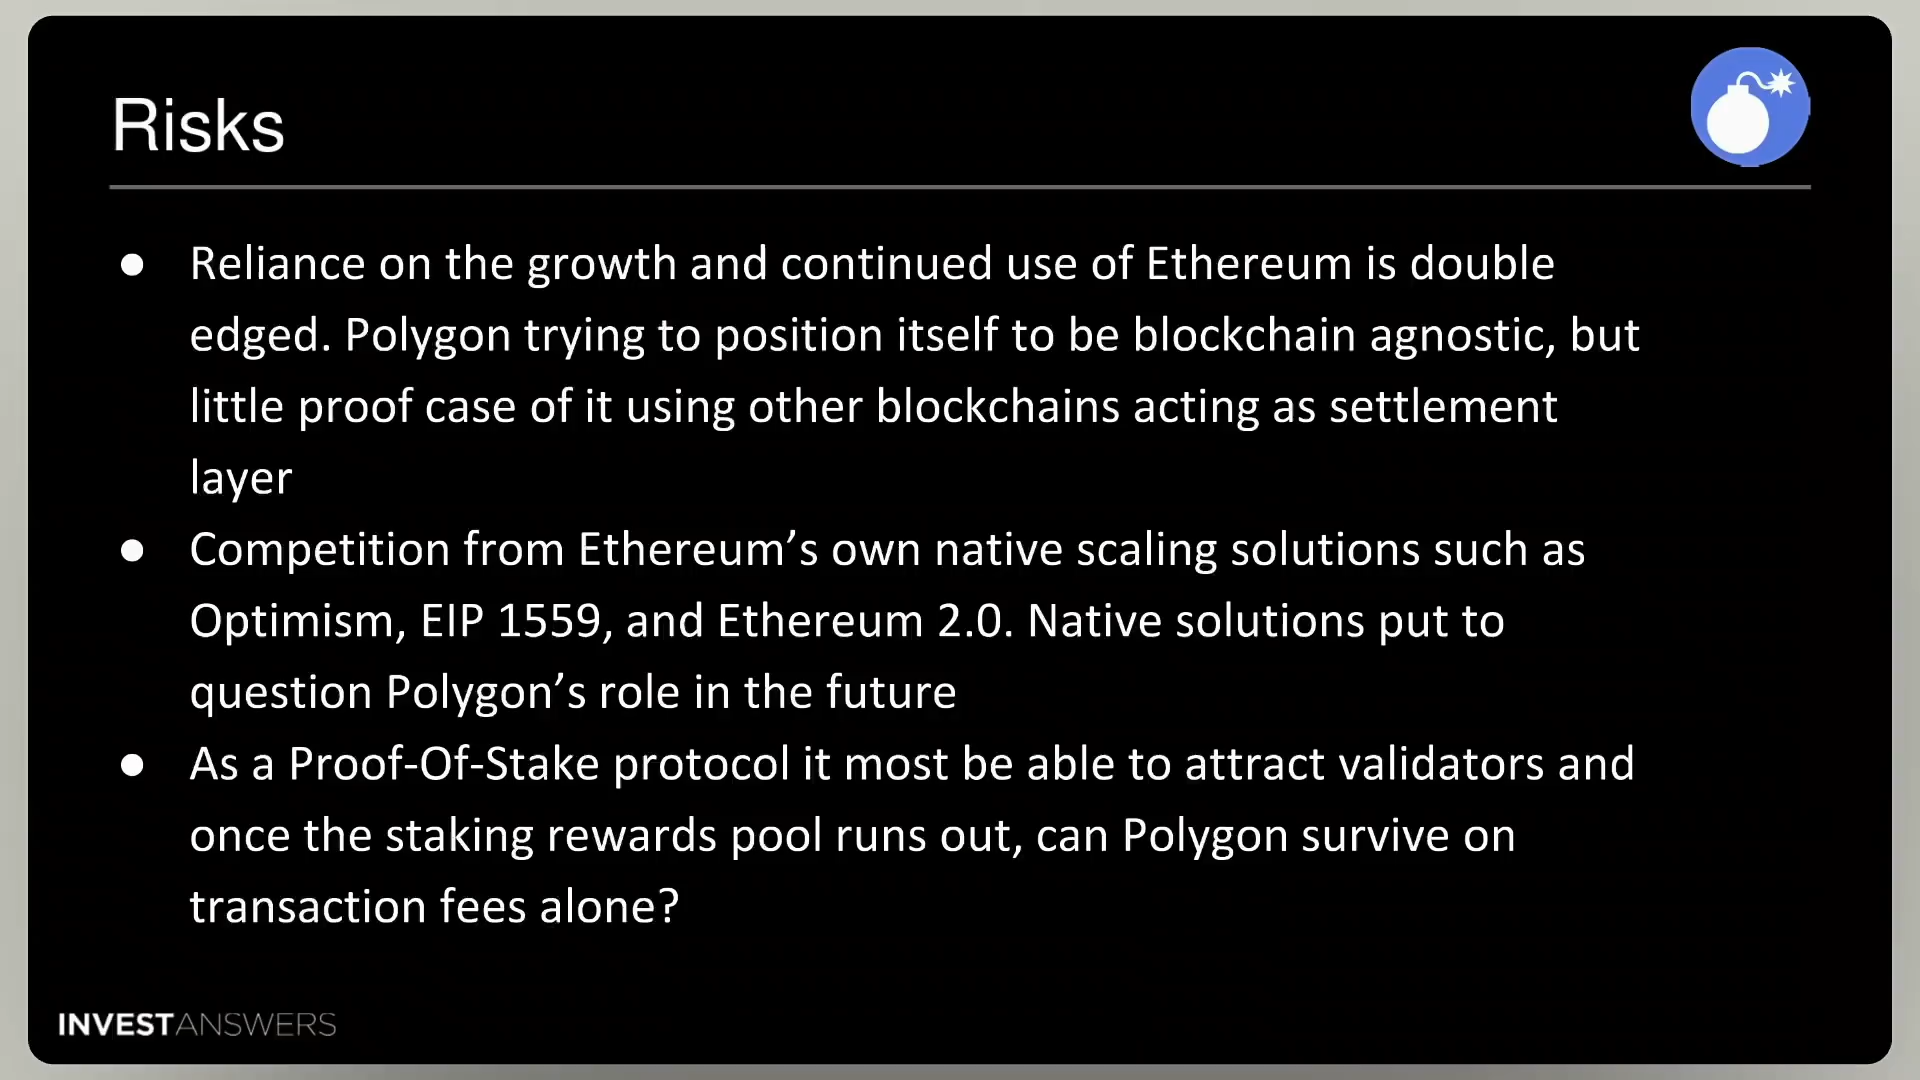 Risks
● Reliance on the growth and continued use of Ethereum is double
edged. Polygon trying to position itself to be blockchain agnostic, but
little proof case of it using other blockchains acting as settlement
layer
● Competition from Ethereum’s own native scaling solutions such as
Optimism, EIP 1559, and Ethereum 2.0. Native solutions put to
question Polygon’s role in the future
● As a Proof-Of-Stake protocol it most be able to attract validators and
once the staking rewards pool runs out, can Polygon survive on
transaction fees alone?
INVESTANSWERS